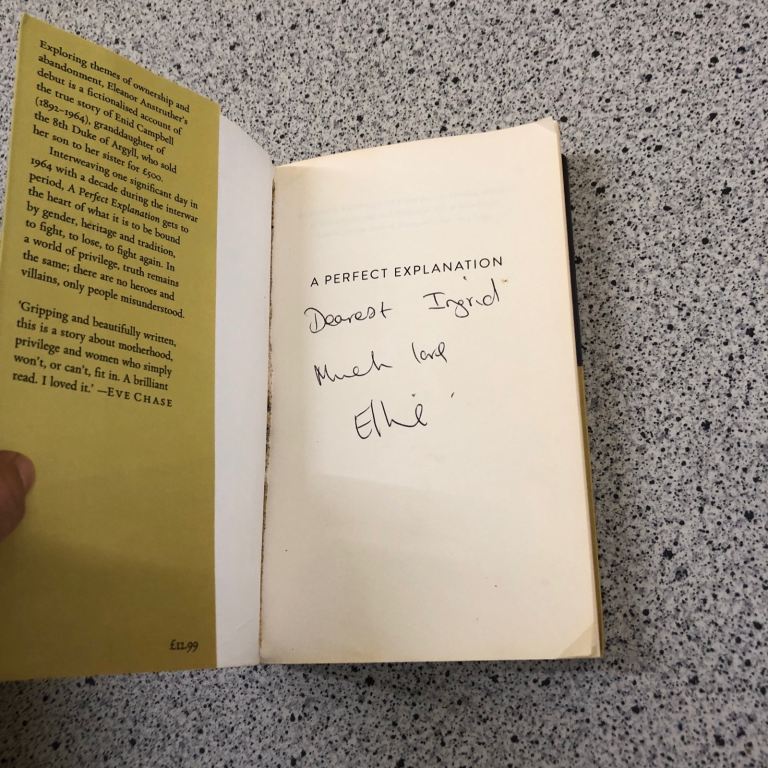 Exploring themes of ownership and
abandonment, Eleanor Anstruther's
debut is a fictionalised account of
the true story of Enid Campbell
(1892–1964), granddaughter of
the 8th Duke of Argyll, who sold
her son to her sister for £500.
Interweaving one significant day in
1964 with a decade during the interwar
period, A Perfect Explanation gets to
the heart of what it is to be bound
by gender, heritage and tradition,
to fight, to lose, to fight again. In
a world of privilege, truth remains
the same; there are no heroes and
villains, only people misunderstood.
'Gripping and beautifully written,
this is a story about motherhood,
privilege and women who simply
won't, or can't, fit in. A brilliant
read. I loved it.' —EVE CHASE
£12.99
A PERFECT EXPLANATION
Dearest Ingrid
Much love
Ellie